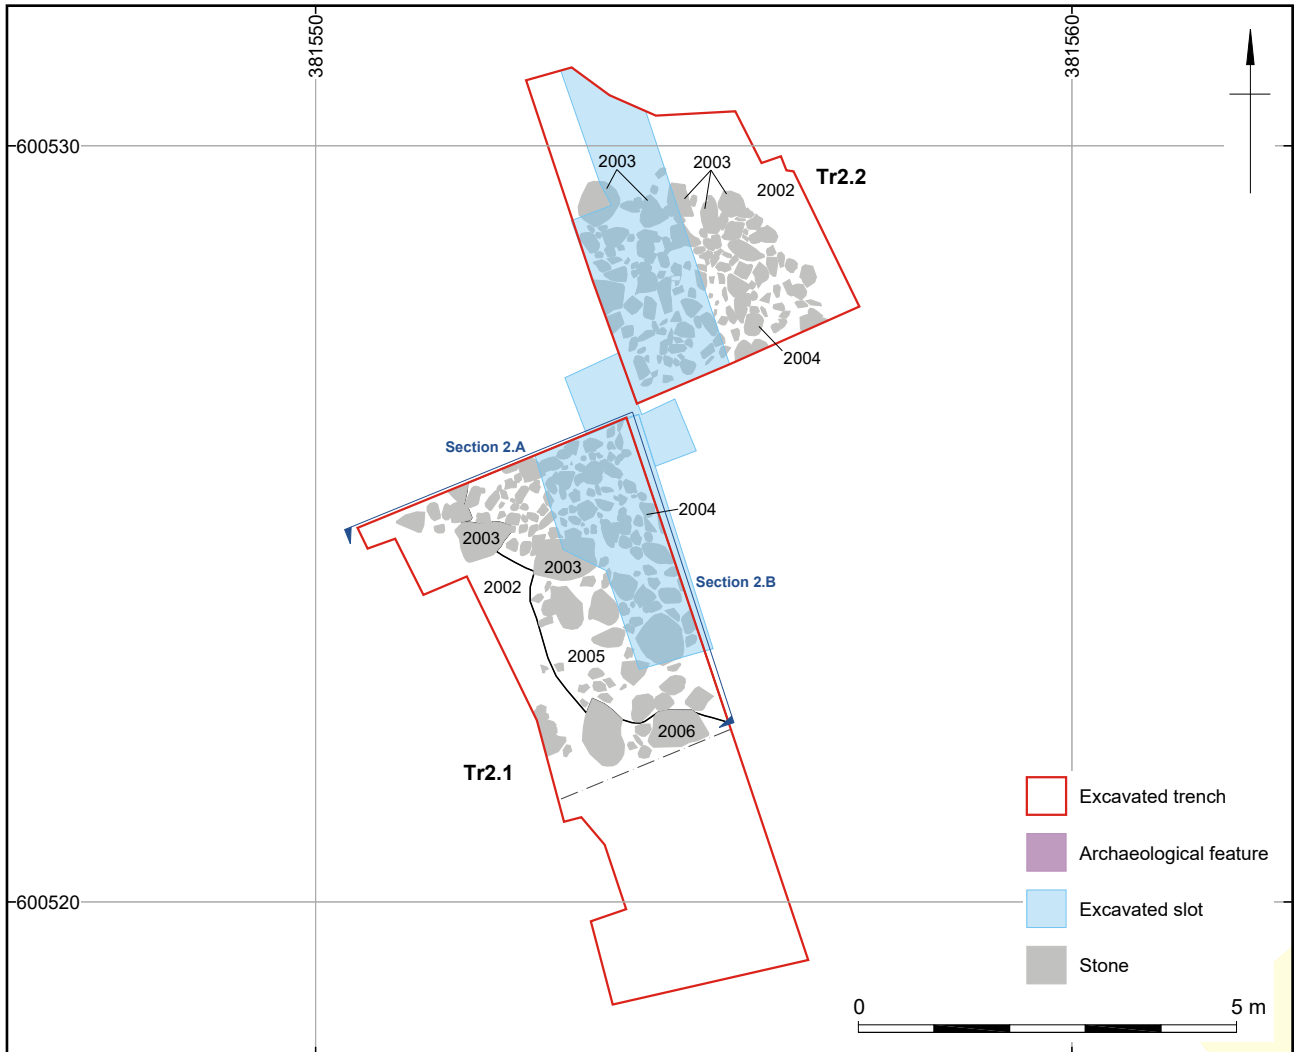 381550
381560
600530
2003
2003
2002
Tr2.2
2004
Section 2.A
2004
2003
2003
2002
Section 2.B
2005
2006
Tr2.1
Excavated trench
Archaeological feature
600520
Excavated slot
Stone
0
5 m